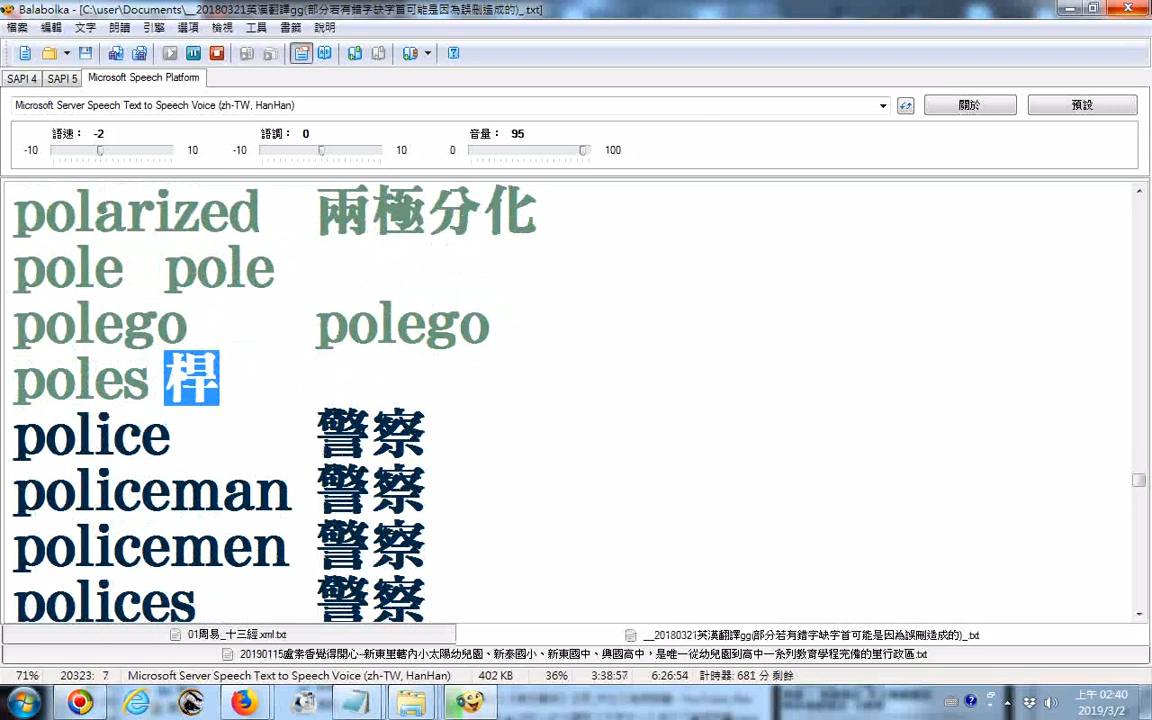 Balabolka - [C:\user\Documents\__20180321英漢翻譯gg(部分若有錯字缺字首可能是因為誤刪造成的)_.txt]
檔案 編輯 文字 朗讀 引擎 選項 檢視 工具 書籤 說明
SAPI 4 SAPI 5 Microsoft Speech Platform
Microsoft Server Speech Text to Speech Voice (zh-TW, HanHan) 關於 預設
語速： -2 語調： 0 音量： 95
-10 10 -10 10 0 100
polarized 兩極分化
pole pole
polego polego
poles 桿
police 警察
policeman 警察
policemen 警察
polices 警察
01周易_十三經.xml.txt __20180321英漢翻譯gg(部分若有錯字缺字首可能是因為誤刪造成的)_.txt
20190115盧素香覺得開心~新東里轄內小太陽幼兒園、新泰國小、新東國中、興國高中，是唯一從幼兒園到高中一系列教育學程完備的里行政區.txt
71% 20323: 7 Microsoft Server Speech Text to Speech Voice (zh-TW, HanHan) 402 KB 36% 3:38:57 6:26:54 計時器: 681 分 剩餘
上午 02:40
2019/3/2